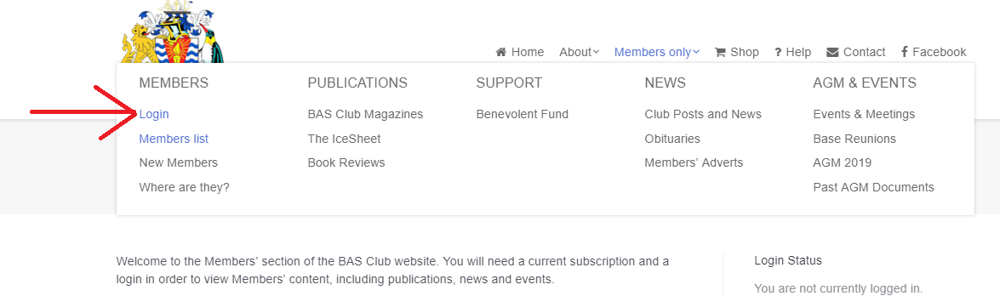 Home About Members only Shop Help Contact Facebook
MEMBERS
Login
Members list
New Members
Where are they?
PUBLICATIONS
BAS Club Magazines
The IceSheet
Book Reviews
SUPPORT
Benevolent Fund
NEWS
Club Posts and News
Obituaries
Members’ Adverts
AGM & EVENTS
Events & Meetings
Base Reunions
AGM 2019
Past AGM Documents
Welcome to the Members’ section of the BAS Club website. You will need a current subscription and a
login in order to view Members’ content, including publications, news and events.
Login Status
You are not currently logged in.